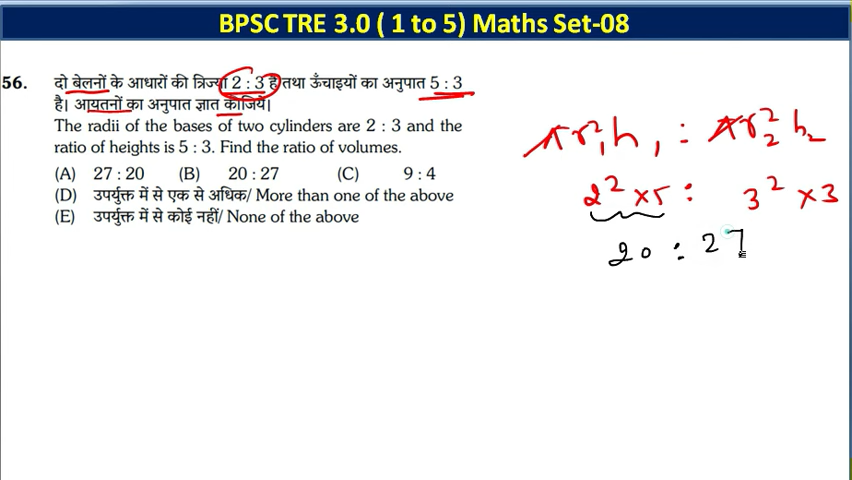 BPSC TRE 3.0 ( 1 to 5) Maths Set-08
56. दो बेलनों के आधारों की त्रिज्या 2 : 3 है तथा ऊँचाइयों का अनुपात 5 : 3
है। आयतनों का अनुपात ज्ञात कीजिये।
The radii of the bases of two cylinders are 2 : 3 and the
ratio of heights is 5 : 3. Find the ratio of volumes.
(A) 27 : 20 (B) 20 : 27 (C) 9 : 4
(D) उपर्युक्त में से एक से अधिक/ More than one of the above
(E) उपर्युक्त में से कोई नहीं/ None of the above
πr₁²h₁ : πr₂²h₂
2² × 5 : 3² × 3
20 : 27